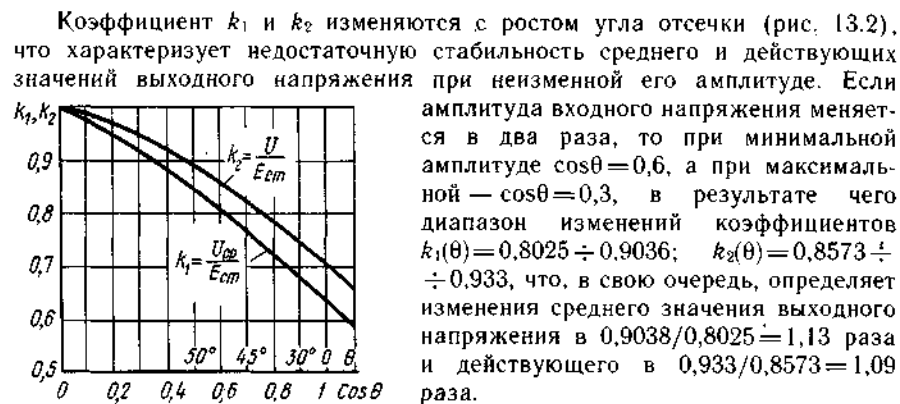 Коэффициент k₁ и k₂ изменяются с ростом угла отсечки (рис. 13.2),
что характеризует недостаточную стабильность среднего и действующих
значений выходного напряжения при неизменной его амплитуде. Если
амплитуда входного напряжения меняет-
ся в два раза, то при минимальной
амплитуде cosθ=0,6, а при максималь-
ной — cosθ=0,3, в результате чего
диапазон изменений коэффициентов
k₁(θ)=0,8025÷0,9036; k₂(θ)=0,8573÷
÷0,933, что, в свою очередь, определяет
изменения среднего значения выходного
напряжения в 0,9038/0,8025=1,13 раза
и действующего в 0,933/0,8573=1,09
раза.
k₁,k₂
0,9
0,8
0,7
0,6
0,5
k₂=U/Eст
k₁=Uср/Eст
50° 45° 30° 0 θ
0 0,2 0,4 0,6 0,8 1 Cosθ